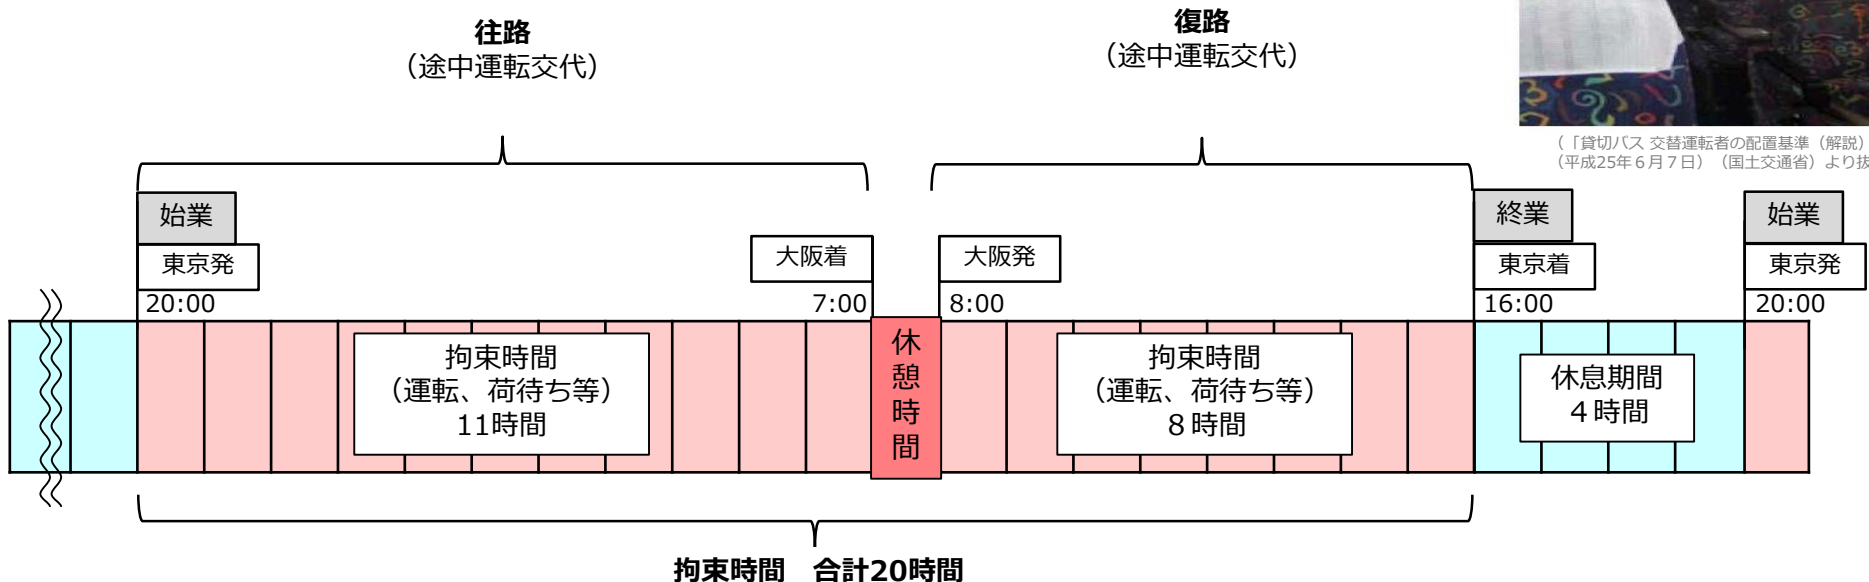 往路
（途中運転交代）
復路
（途中運転交代）
（「貸切バス 交替運転者の配置基準（解説）
（平成25年６月７日）（国土交通省）より抜
始業
東京発
20:00
大阪着
7:00
大阪発
8:00
終業
東京着
16:00
始業
東京発
20:00
拘束時間
（運転、荷待ち等）
11時間
休憩時間
拘束時間
（運転、荷待ち等）
８時間
休息期間
４時間
拘束時間　合計20時間